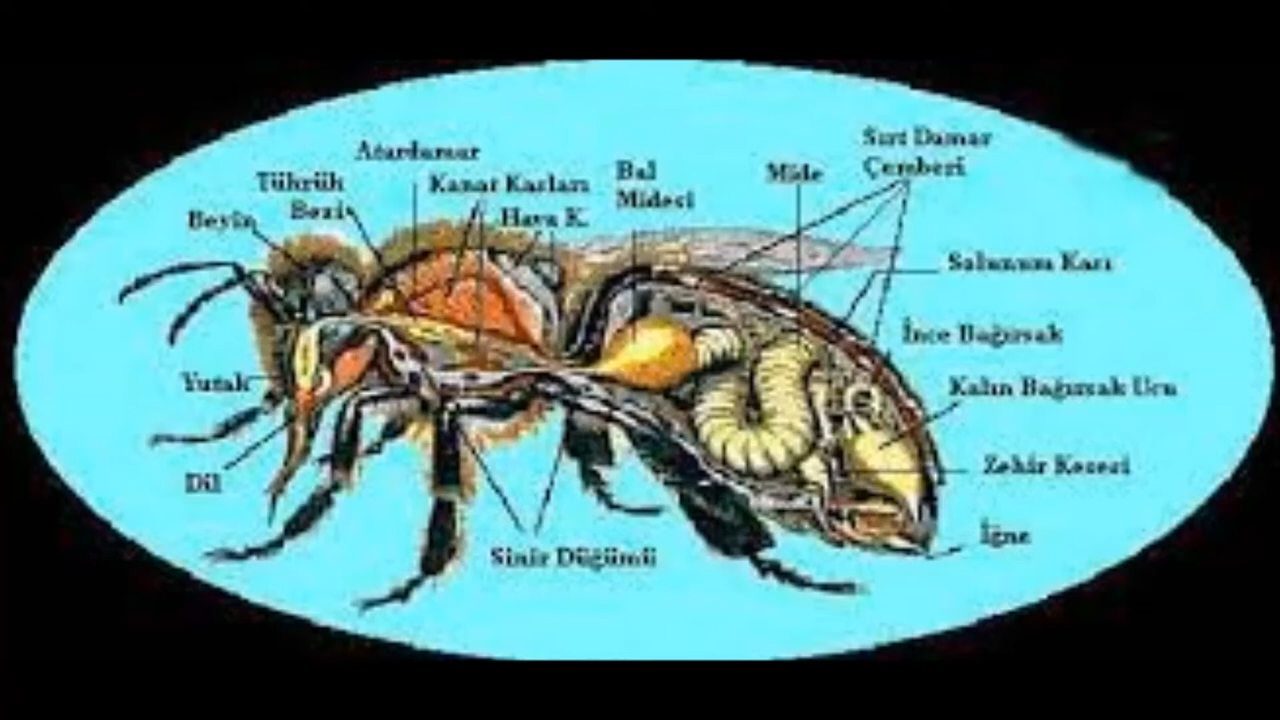 Atardamar
Sırt Damar
Çemberi
Tükrük
Bezi
Kanat Kasları
Bal
Midesi
Mide
Beyin
Hava K.
Solunum Kası
İnce Bağırsak
Yutak
Kalın Bağırsak Ucu
Dil
Zehir Kesesi
İğne
Sinir Düğümü